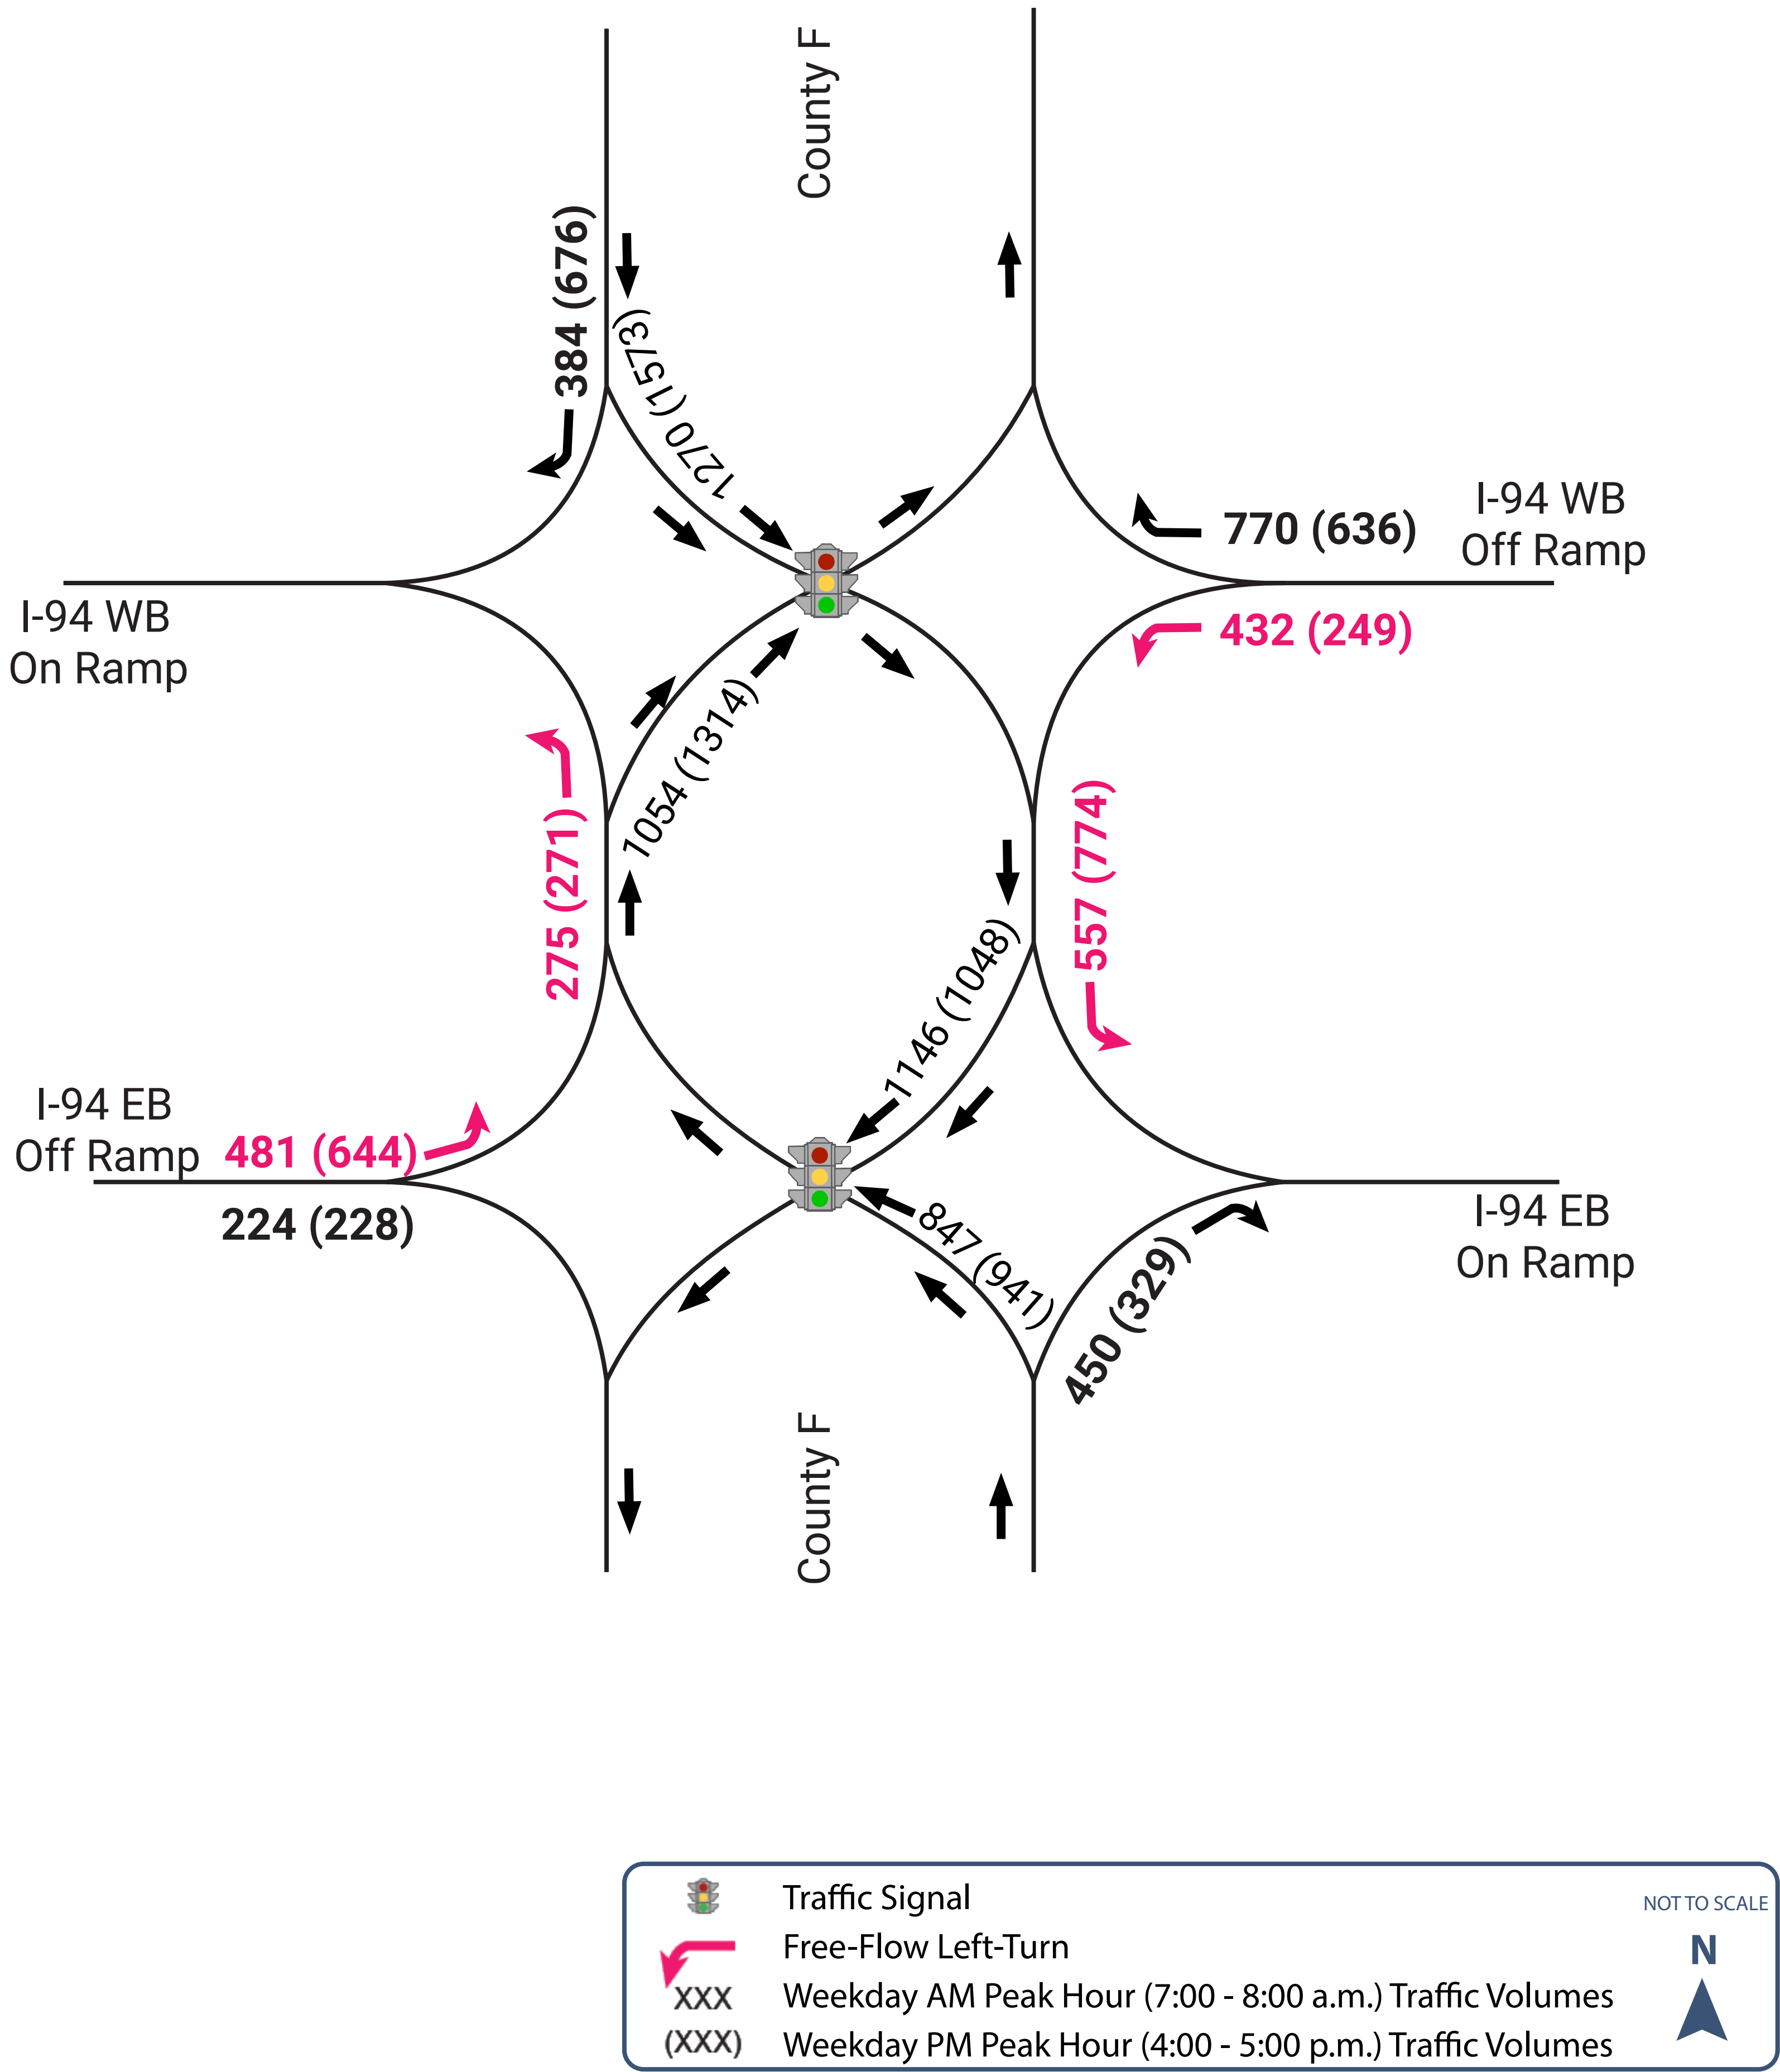 County F
384 (676)
1270 (1573)
I-94 WB
Off Ramp
770 (636)
432 (249)
I-94 WB
On Ramp
1054 (1314)
275 (271)
557 (774)
1146 (1048)
I-94 EB
Off Ramp
481 (644)
224 (228)
847 (941)
450 (329)
I-94 EB
On Ramp
County F
Traffic Signal
NOT TO SCALE
Free-Flow Left-Turn
N
XXX Weekday AM Peak Hour (7:00 - 8:00 a.m.) Traffic Volumes
(XXX) Weekday PM Peak Hour (4:00 - 5:00 p.m.) Traffic Volumes